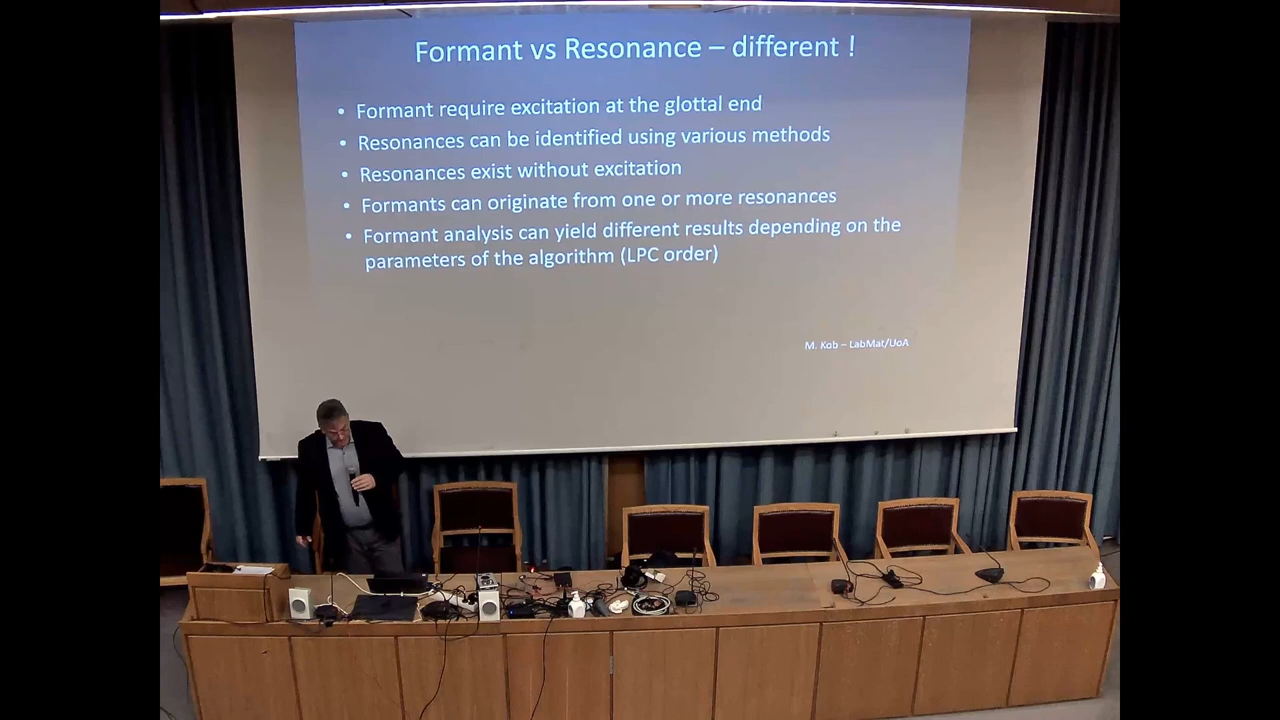 Formant vs Resonance – different !
• Formant require excitation at the glottal end
• Resonances can be identified using various methods
• Resonances exist without excitation
• Formants can originate from one or more resonances
• Formant analysis can yield different results depending on the
parameters of the algorithm (LPC order)
M. Kob – LabMat/UoA